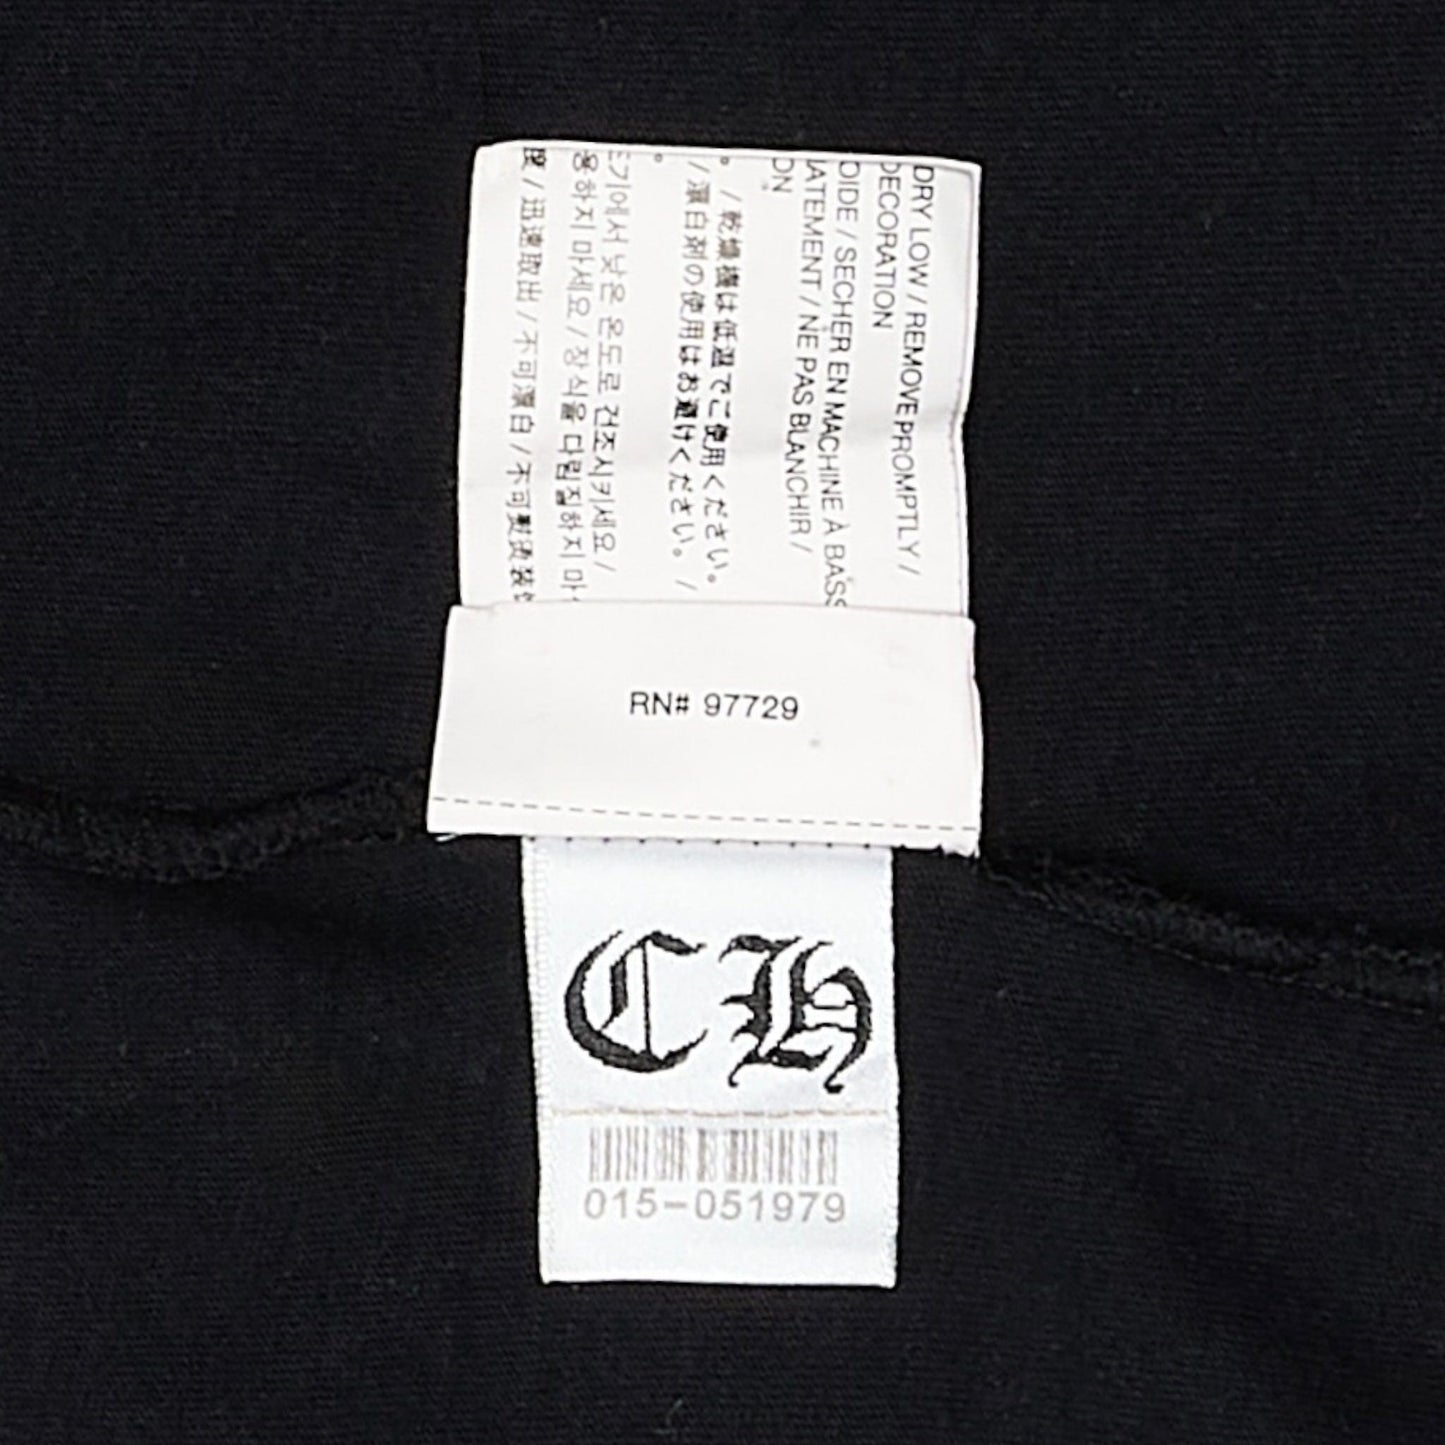 DRY LOW / REMOVE PROMPTLY /
DECORATION
OIDE / SECHER EN MACHINE À BASS
ATEMENT / NE PAS BLANCHIR /
ON
。/ 乾燥機は低温でご使用ください。
/ 漂白剤の使用はお避けください。 /
。
기에서 낮은 온도로 건조시키세요 /
용하지 마세요 / 장식을 다림질하지 마
/ 迅速取出 / 不可漂白 / 不可熨烫装
RN# 97729
CH
015-051979